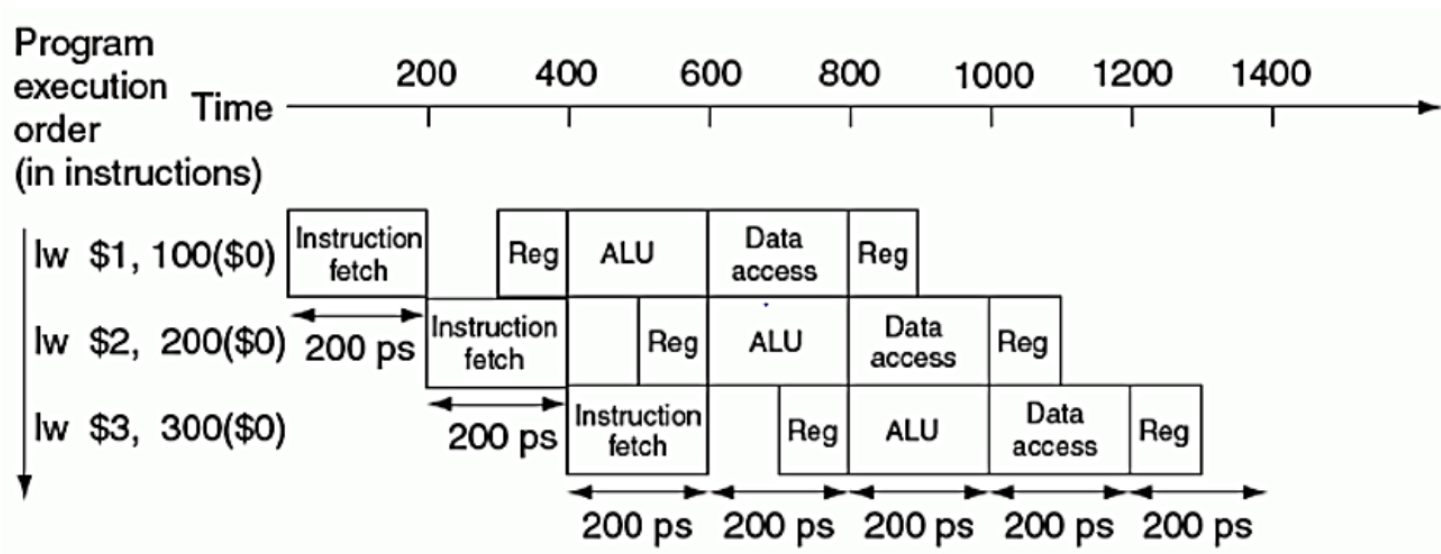 Program
execution
order
(in instructions)
Time
200 400 600 800 1000 1200 1400
lw $1, 100($0)
Instruction
fetch
Reg
ALU
Data
access
Reg
200 ps
lw $2, 200($0)
Instruction
fetch
Reg
ALU
Data
access
Reg
200 ps
lw $3, 300($0)
Instruction
fetch
Reg
ALU
Data
access
Reg
200 ps 200 ps 200 ps 200 ps 200 ps